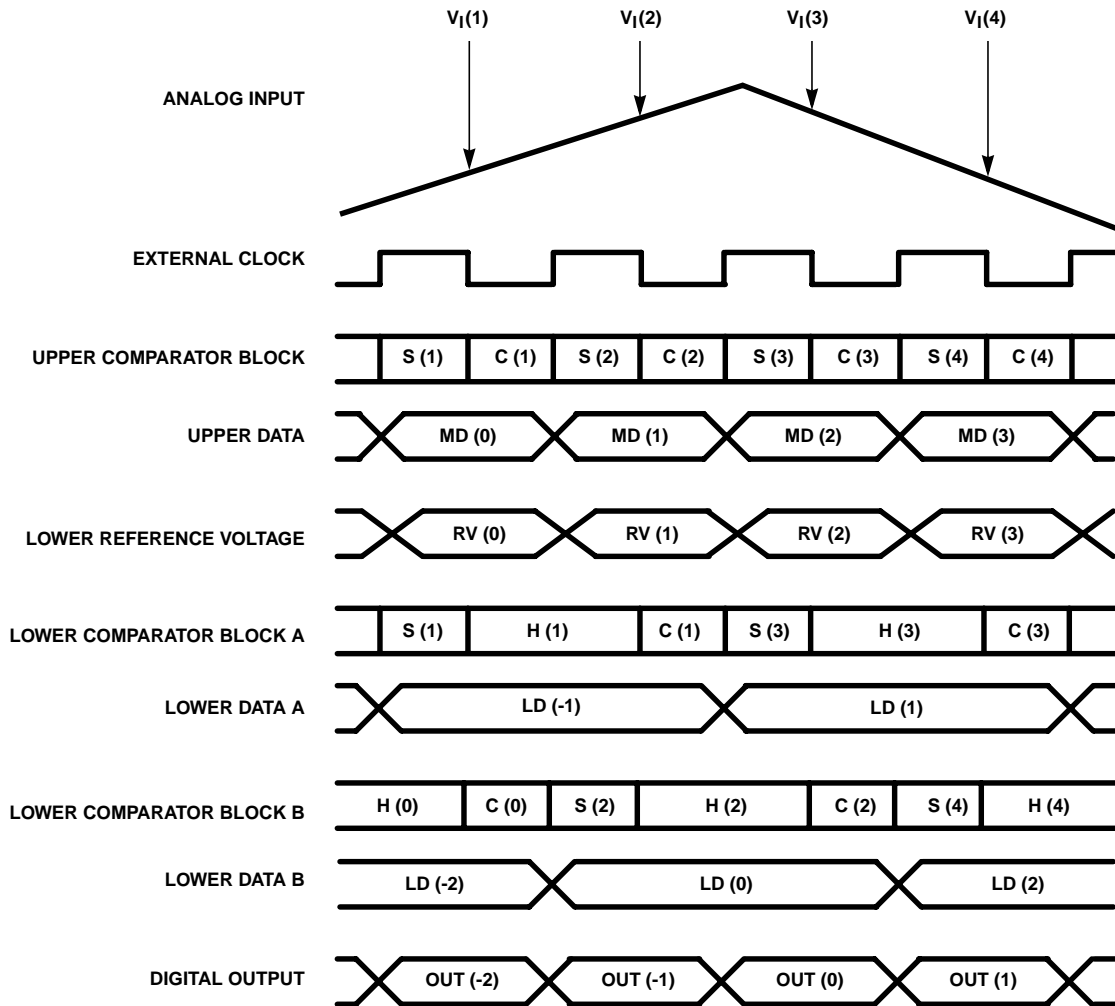 VI(1) VI(2) VI(3) VI(4)
ANALOG INPUT
EXTERNAL CLOCK
UPPER COMPARATOR BLOCK S (1) C (1) S (2) C (2) S (3) C (3) S (4) C (4)
UPPER DATA MD (0) MD (1) MD (2) MD (3)
LOWER REFERENCE VOLTAGE RV (0) RV (1) RV (2) RV (3)
LOWER COMPARATOR BLOCK A S (1) H (1) C (1) S (3) H (3) C (3)
LOWER DATA A LD (-1) LD (1)
LOWER COMPARATOR BLOCK B H (0) C (0) S (2) H (2) C (2) S (4) H (4)
LOWER DATA B LD (-2) LD (0) LD (2)
DIGITAL OUTPUT OUT (-2) OUT (-1) OUT (0) OUT (1)